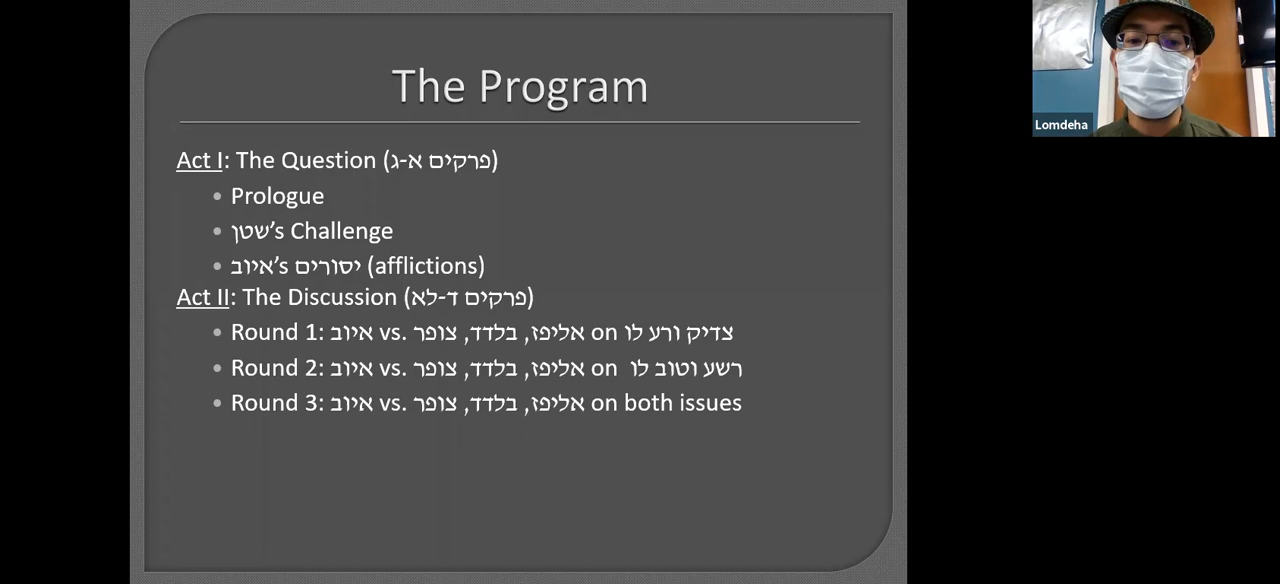 The Program
Act I: The Question (פרקים א-ג)
Prologue
שטן’s Challenge
איוב’s יסורים (afflictions)
Act II: The Discussion (פרקים ד-לא)
Round 1: איוב vs. אליפז, בלדד, צופר on צדיק ורע לו
Round 2: איוב vs. אליפז, בלדד, צופר on רשע וטוב לו
Round 3: איוב vs. אליפז, בלדד, צופר on both issues
Lomdeha